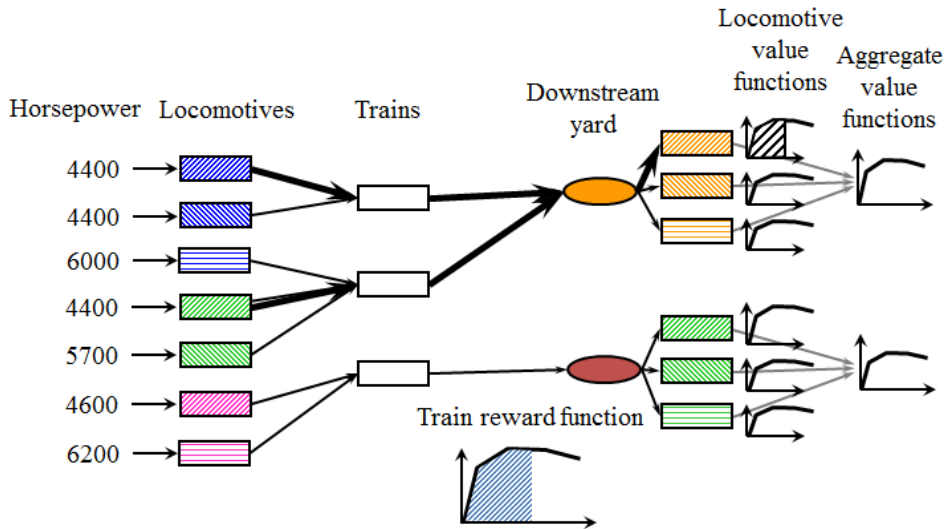 Locomotive
value
functions
Aggregate
value
functions
Downstream
yard
Horsepower
Locomotives
Trains
4400
4400
6000
4400
5700
4600
6200
Train reward function